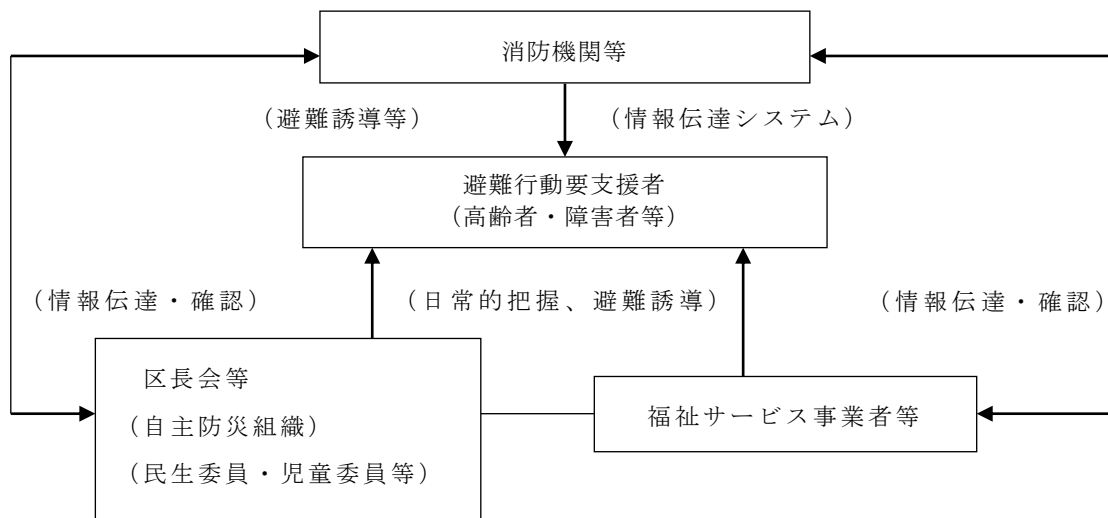 消防機関等
（避難誘導等）
（情報伝達システム）
避難行動要支援者
（高齢者・障害者等）
（情報伝達・確認）
（日常的把握、避難誘導）
（情報伝達・確認）
区長会等
（自主防災組織）
（民生委員・児童委員等）
福祉サービス事業者等